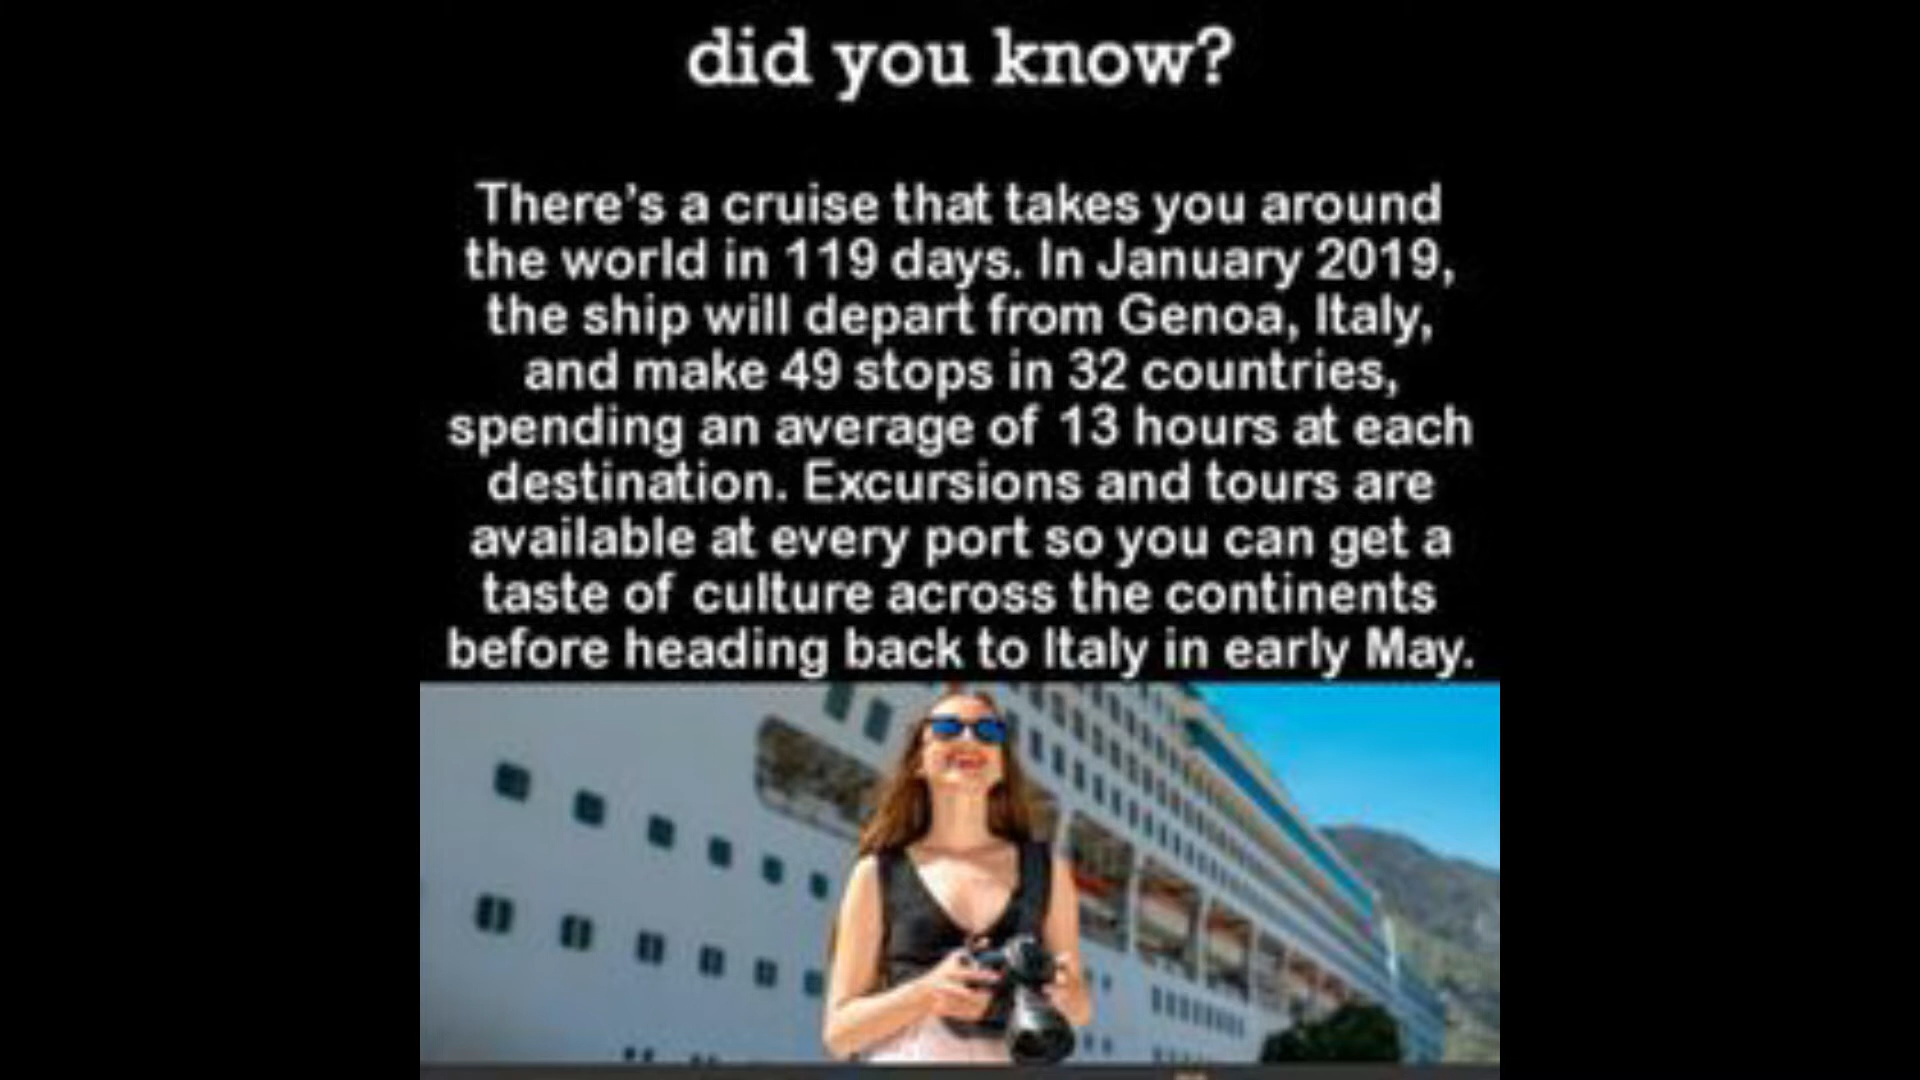 did you know?
There's a cruise that takes you around
the world in 119 days. In January 2019,
the ship will depart from Genoa, Italy,
and make 49 stops in 32 countries,
spending an average of 13 hours at each
destination. Excursions and tours are
available at every port so you can get a
taste of culture across the continents
before heading back to Italy in early May.